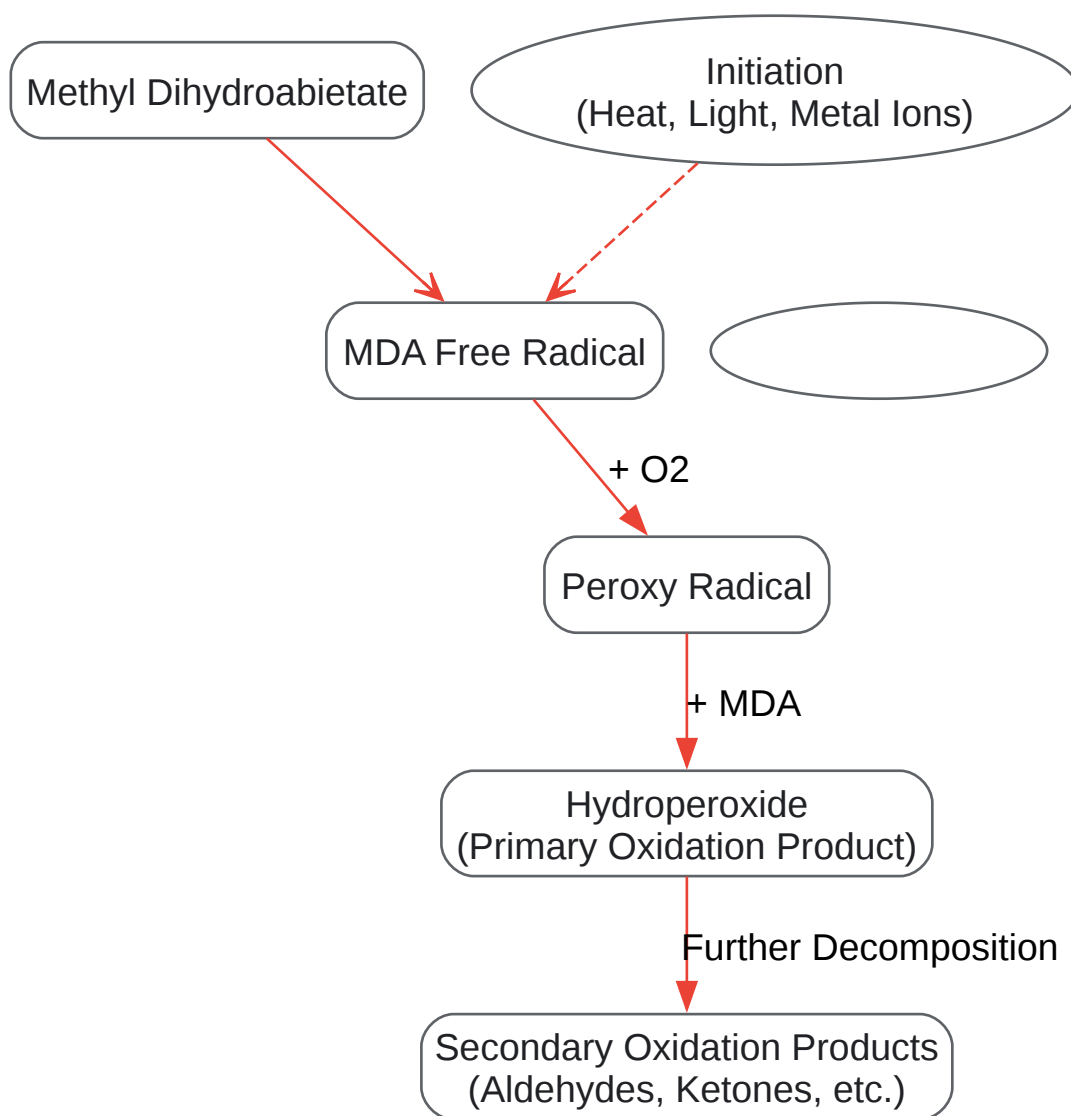 Methyl Dihydroabietate
Initiation
(Heat, Light, Metal Ions)
MDA Free Radical
+ O2
Peroxy Radical
+ MDA
Hydroperoxide
(Primary Oxidation Product)
Further Decomposition
Secondary Oxidation Products
(Aldehydes, Ketones, etc.)